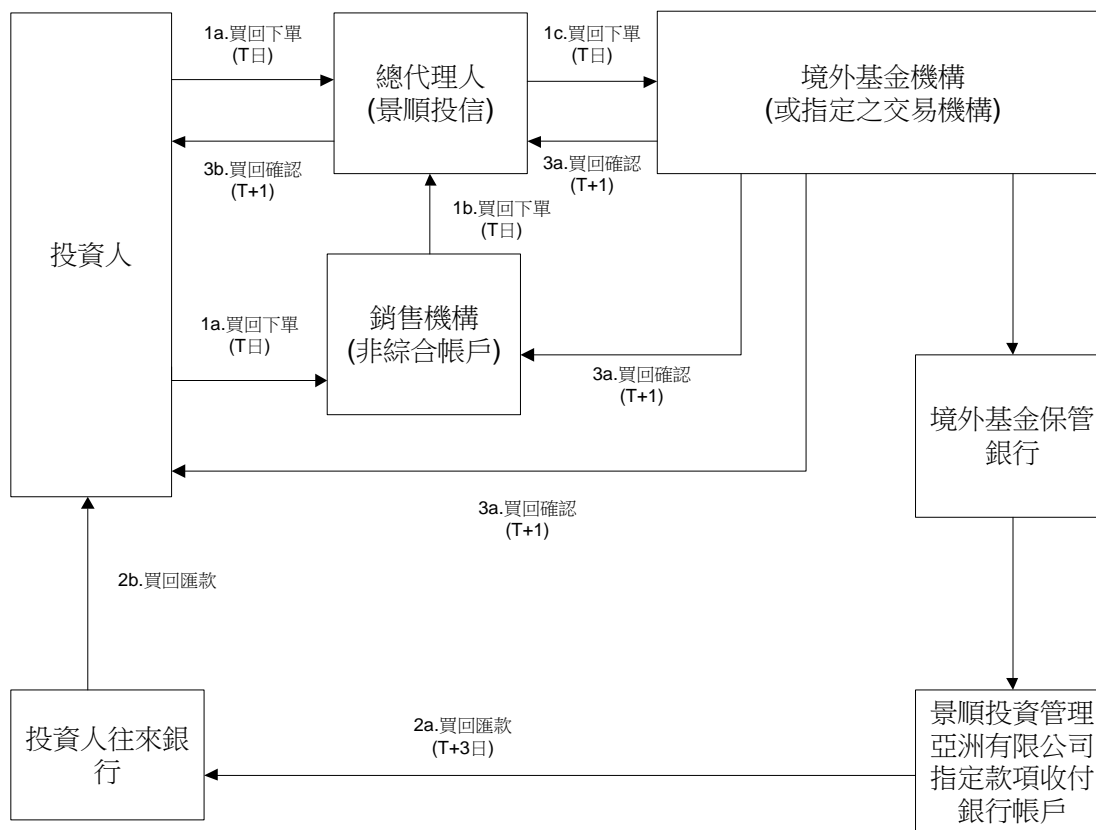 1a.買回下單
(T日)
總代理人
(景順投信)
1c.買回下單
(T日)
境外基金機構
(或指定之交易機構)
3b.買回確認
(T+1)
3a.買回確認
(T+1)
1b.買回下單
(T日)
投資人
銷售機構
(非綜合帳戶)
1a.買回下單
(T日)
3a.買回確認
(T+1)
境外基金保管
銀行
3a.買回確認
(T+1)
2b.買回匯款
投資人往來銀
行
2a.買回匯款
(T+3日)
景順投資管理
亞洲有限公司
指定款項收付
銀行帳戶